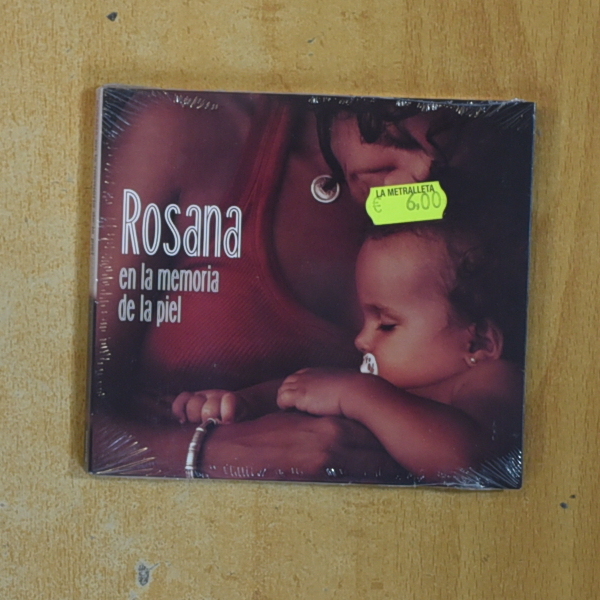 LA METRALLETA
€ 6,00
Rosana
en la memoria
de la piel